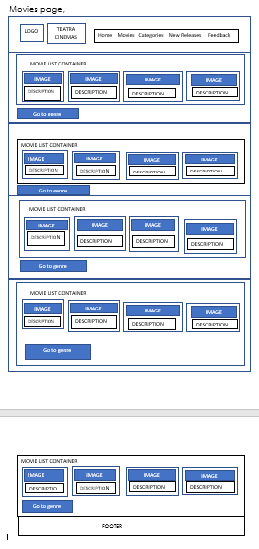 Movies page,
LOGO TEATRA CINEMAS Home Movies Categories New Releases Feedback
MOVIE LIST CONTAINER
IMAGE IMAGE IMAGE IMAGE
DESCRIPTION DESCRIPTION DESCRIPTION DESCRIPTION
Go to genre
MOVIE LIST CONTAINER
IMAGE IMAGE IMAGE IMAGE
DESCRIPTION DESCRIPTION DESCRIPTION DESCRIPTION
Go to genre
MOVIE LIST CONTAINER
IMAGE IMAGE IMAGE IMAGE
DESCRIPTION DESCRIPTION DESCRIPTION DESCRIPTION
Go to genre
MOVIE LIST CONTAINER
IMAGE IMAGE IMAGE IMAGE
DESCRIPTION DESCRIPTION DESCRIPTION DESCRIPTION
Go to genre
MOVIE LIST CONTAINER
IMAGE IMAGE IMAGE IMAGE
DESCRIPTIO DESCRIPTION DESCRIPTION DESCRIPTION
Go to genre
FOOTER